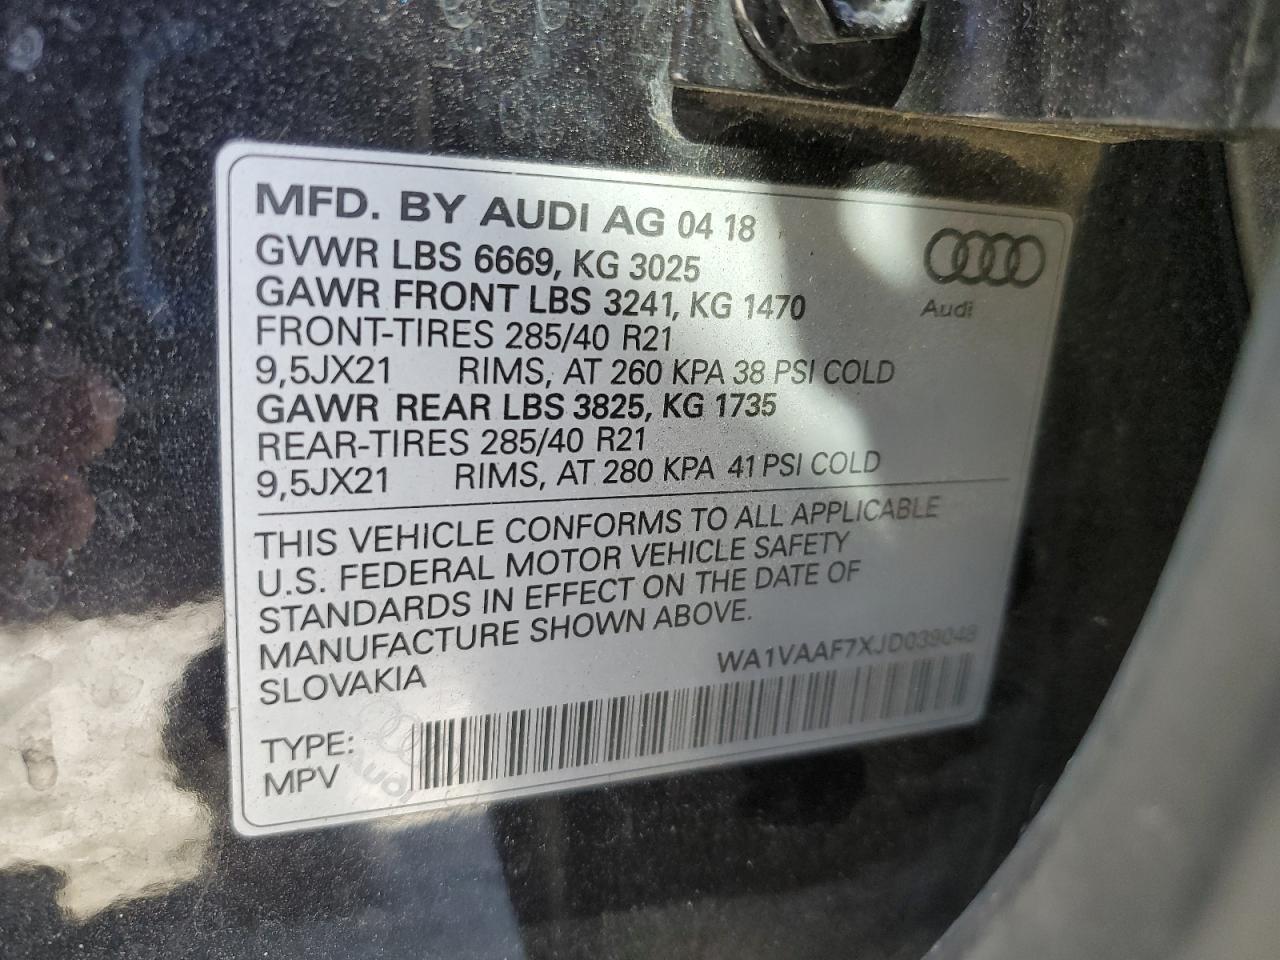 MFD. BY AUDI AG 04 18
GVWR LBS 6669, KG 3025
GAWR FRONT LBS 3241, KG 1470
FRONT-TIRES 285/40 R21
9,5JX21 RIMS, AT 260 KPA 38 PSI COLD
GAWR REAR LBS 3825, KG 1735
REAR-TIRES 285/40 R21
9,5JX21 RIMS, AT 280 KPA 41 PSI COLD
Audi
THIS VEHICLE CONFORMS TO ALL APPLICABLE
U.S. FEDERAL MOTOR VEHICLE SAFETY
STANDARDS IN EFFECT ON THE DATE OF
MANUFACTURE SHOWN ABOVE.
SLOVAKIA
WA1VAAF7XJD039048
TYPE:
MPV
Audi